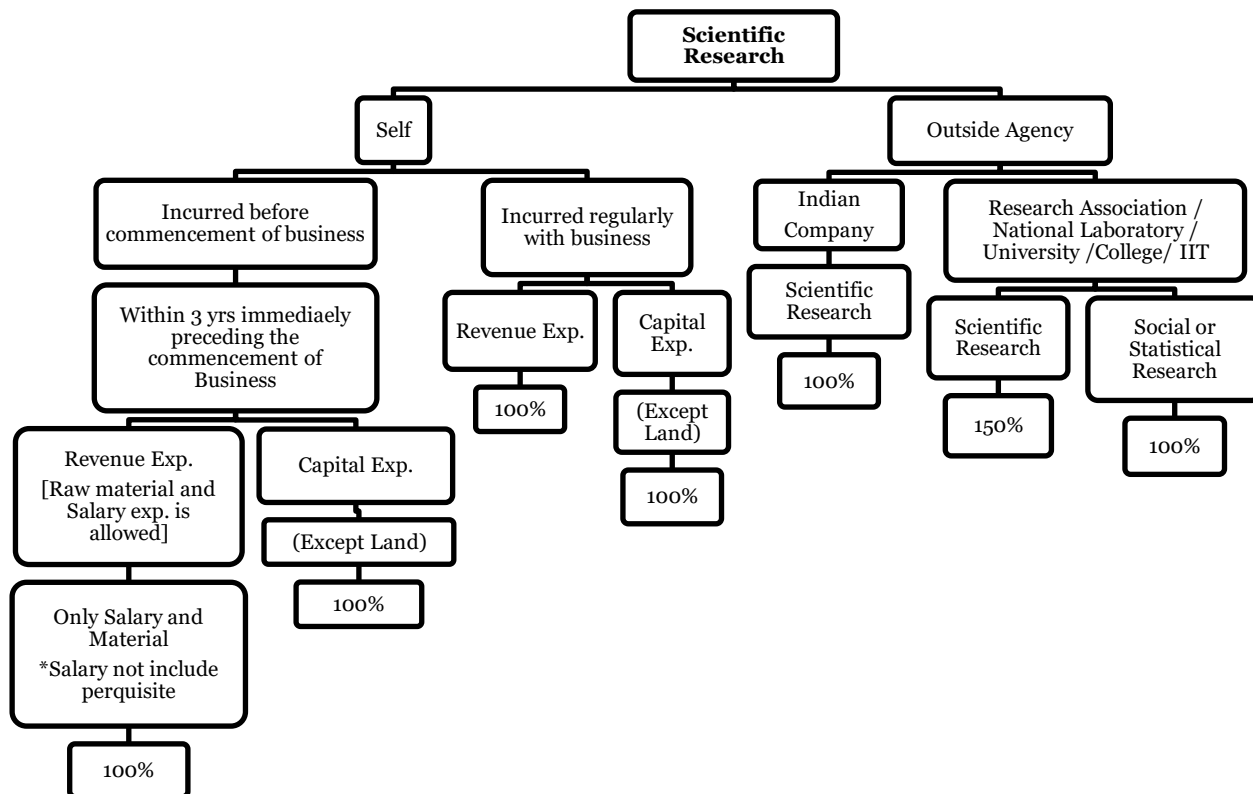 Scientific
Research
Self
Outside Agency
Incurred before
commencement of business
Incurred regularly
with business
Indian
Company
Research Association /
National Laboratory /
University /College/ IIT
Within 3 yrs immediaely
preceding the
commencement of
Business
Revenue Exp.
Capital
Exp.
Scientific
Research
Scientific
Research
Social or
Statistical
Research
100%
(Except
Land)
100%
100%
150%
100%
Revenue Exp.
[Raw material and
Salary exp. is
allowed]
Capital Exp.
(Except Land)
100%
Only Salary and
Material
*Salary not include
perquisite
100%